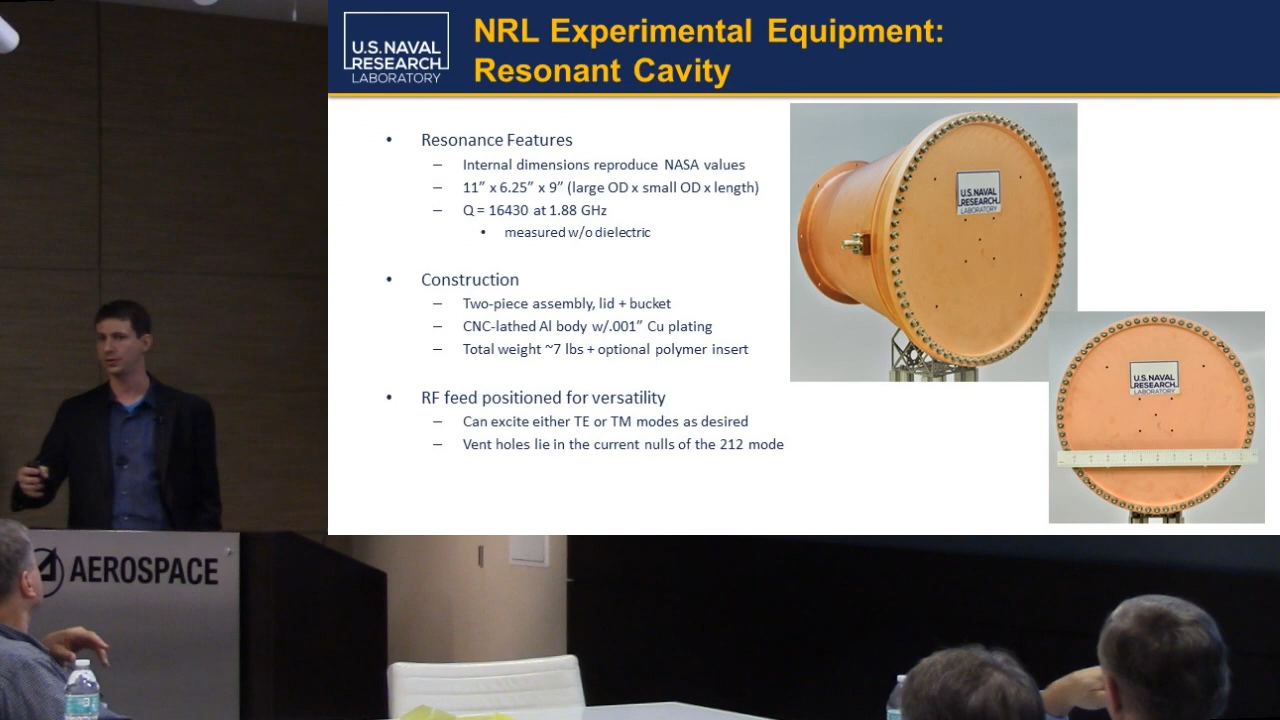 U.S. NAVAL
RESEARCH
LABORATORY
NRL Experimental Equipment:
Resonant Cavity
• Resonance Features
– Internal dimensions reproduce NASA values
– 11” x 6.25” x 9” (large OD x small OD x length)
– Q = 16430 at 1.88 GHz
• measured w/o dielectric
• Construction
– Two-piece assembly, lid + bucket
– CNC-lathed Al body w/.001” Cu plating
– Total weight ~7 lbs + optional polymer insert
• RF feed positioned for versatility
– Can excite either TE or TM modes as desired
– Vent holes lie in the current nulls of the 212 mode
U.S. NAVAL
RESEARCH
LABORATORY
U.S. NAVAL
RESEARCH
LABORATORY
AEROSPACE